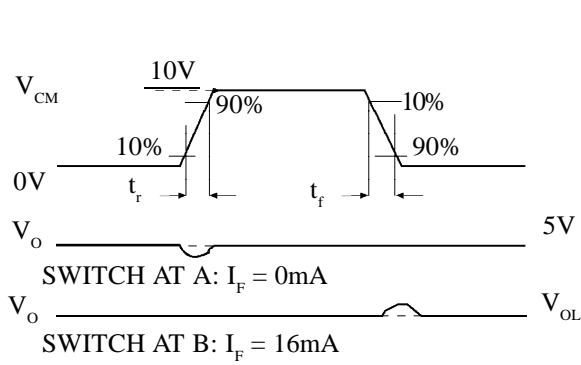 10V
V_CM
90%
10%
10%
90%
0V
t_r
t_f
V_O
5V
SWITCH AT A: I_F = 0mA
V_O
V_OL
SWITCH AT B: I_F = 16mA